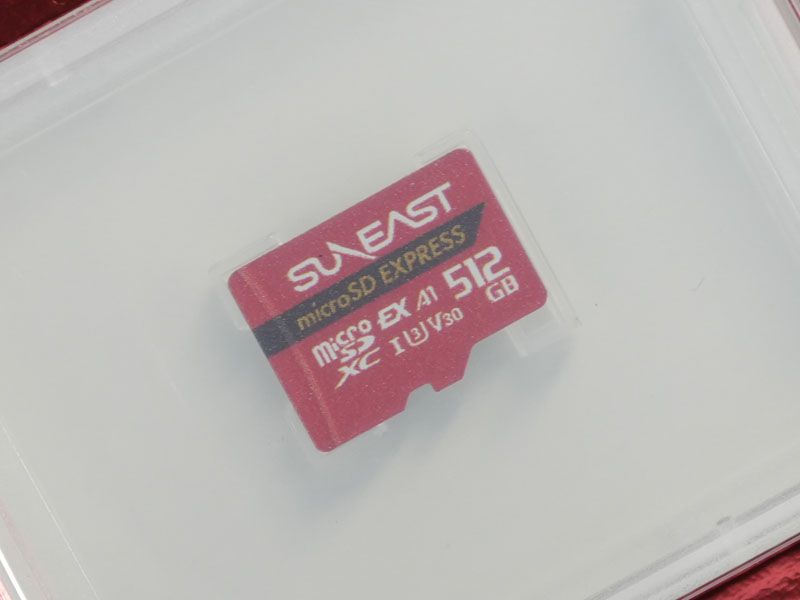 SUNEAST
microSD EXPRESS
Micro SD XC EX A1 512 GB
I U3 V30